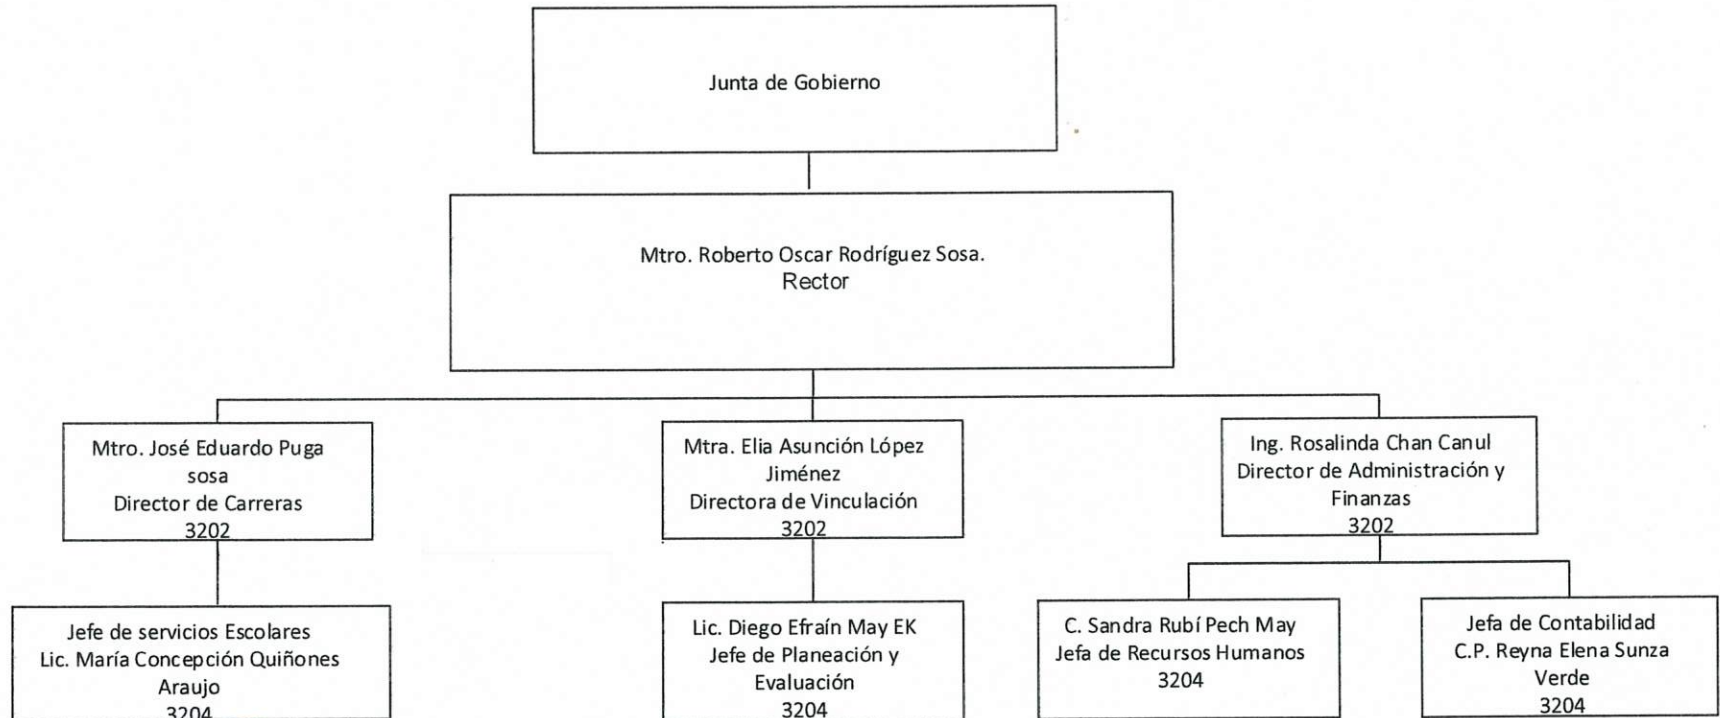 Junta de Gobierno
Mtro. Roberto Oscar Rodríguez Sosa.
Rector
Mtro. José Eduardo Puga
sosa
Director de Carreras
3202
Mtra. Elia Asunción López
Jiménez
Directora de Vinculación
3202
Ing. Rosalinda Chan Canul
Director de Administración y
Finanzas
3202
Jefe de servicios Escolares
Lic. María Concepción Quiñones
Araujo
3204
Lic. Diego Efraín May EK
Jefe de Planeación y
Evaluación
3204
C. Sandra Rubí Pech May
Jefa de Recursos Humanos
3204
Jefa de Contabilidad
C.P. Reyna Elena Sunza
Verde
3204